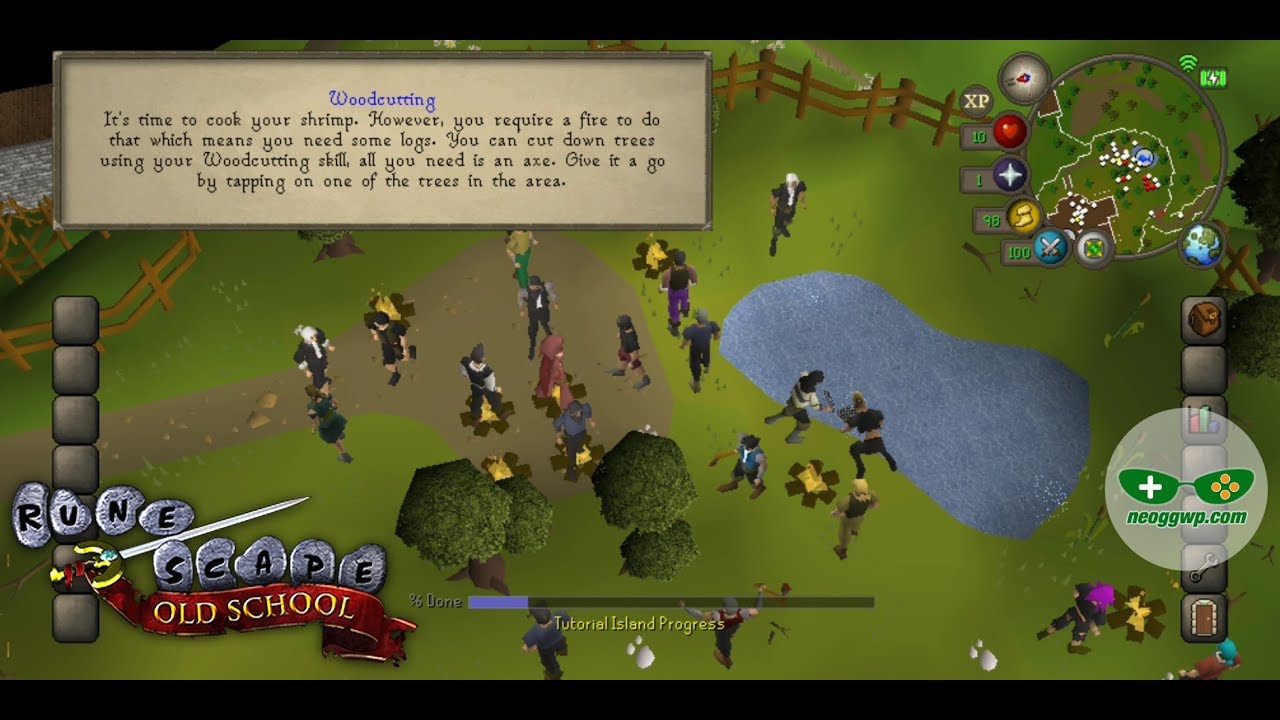 Woodcutting
It's time to cook your shrimp. However, you require a fire to do
that which means you need some logs. You can cut down trees
using your Woodcutting skill, all you need is an axe. Give it a go
by tapping on one of the trees in the area.
XP
10
1
98
100
neoggwp.com
RUNE
SCAPE
OLD SCHOOL
% Done
Tutorial Island Progress